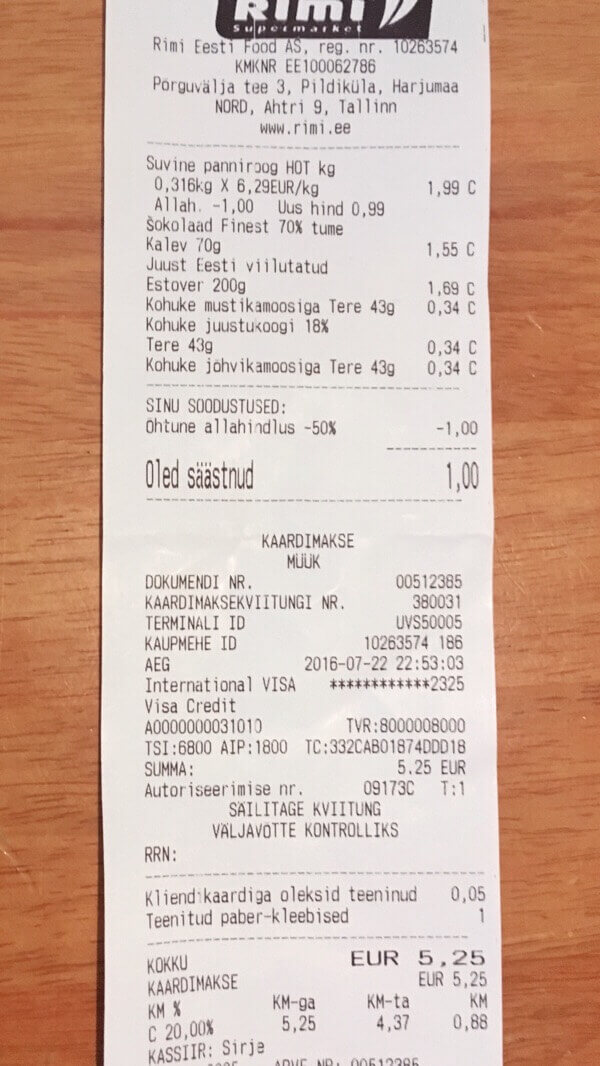 Rimi
Supermarket
Rimi Eesti Food AS, reg. nr. 10263574
KMKNR EE100062786
Põrguvälja tee 3, Pildiküla, Harjumaa
NORD, Ahtri 9, Tallinn
www.rimi.ee
Suvine panniroog HOT kg
0,316kg X 6,29EUR/kg 1,99 C
Allah. -1,00 Uus hind 0,99
Šokolaad Finest 70% tume
Kalev 70g 1,55 C
Juust Eesti viilutatud
Estover 200g 1,69 C
Kohuke mustikamoosiga Tere 43g 0,34 C
Kohuke juustukoogi 18%
Tere 43g 0,34 C
Kohuke jõhvikamoosiga Tere 43g 0,34 C
SINU SOODUSTUSED:
Õhtune allahindlus -50% -1,00
Oled säästnud 1,00
KAARDIMAKSE
MÜÜK
DOKUMENDI NR. 00512385
KAARDIMAKSEKVIITUNGI NR. 380031
TERMINALI ID UVS50005
KAUPMEHE ID 10263574 186
AEG 2016-07-22 22:53:03
International VISA ************2325
Visa Credit
A0000000031010 TVR:8000008000
TSI:6800 AIP:1800 TC:332CAB01874DDD18
SUMMA: 5.25 EUR
Autoriseerimise nr. 09173C T:1
SÄILITAGE KVIITUNG
VÄLJAVÕTTE KONTROLLIKS
RRN:
Kliendikaardiga oleksid teeninud 0,05
Teenitud paber-kleebised 1
KOKKU EUR 5,25
KAARDIMAKSE EUR 5,25
KM % KM-ga KM-ta KM
C 20,00% 5,25 4,37 0,88
KASSIIR: Sirje